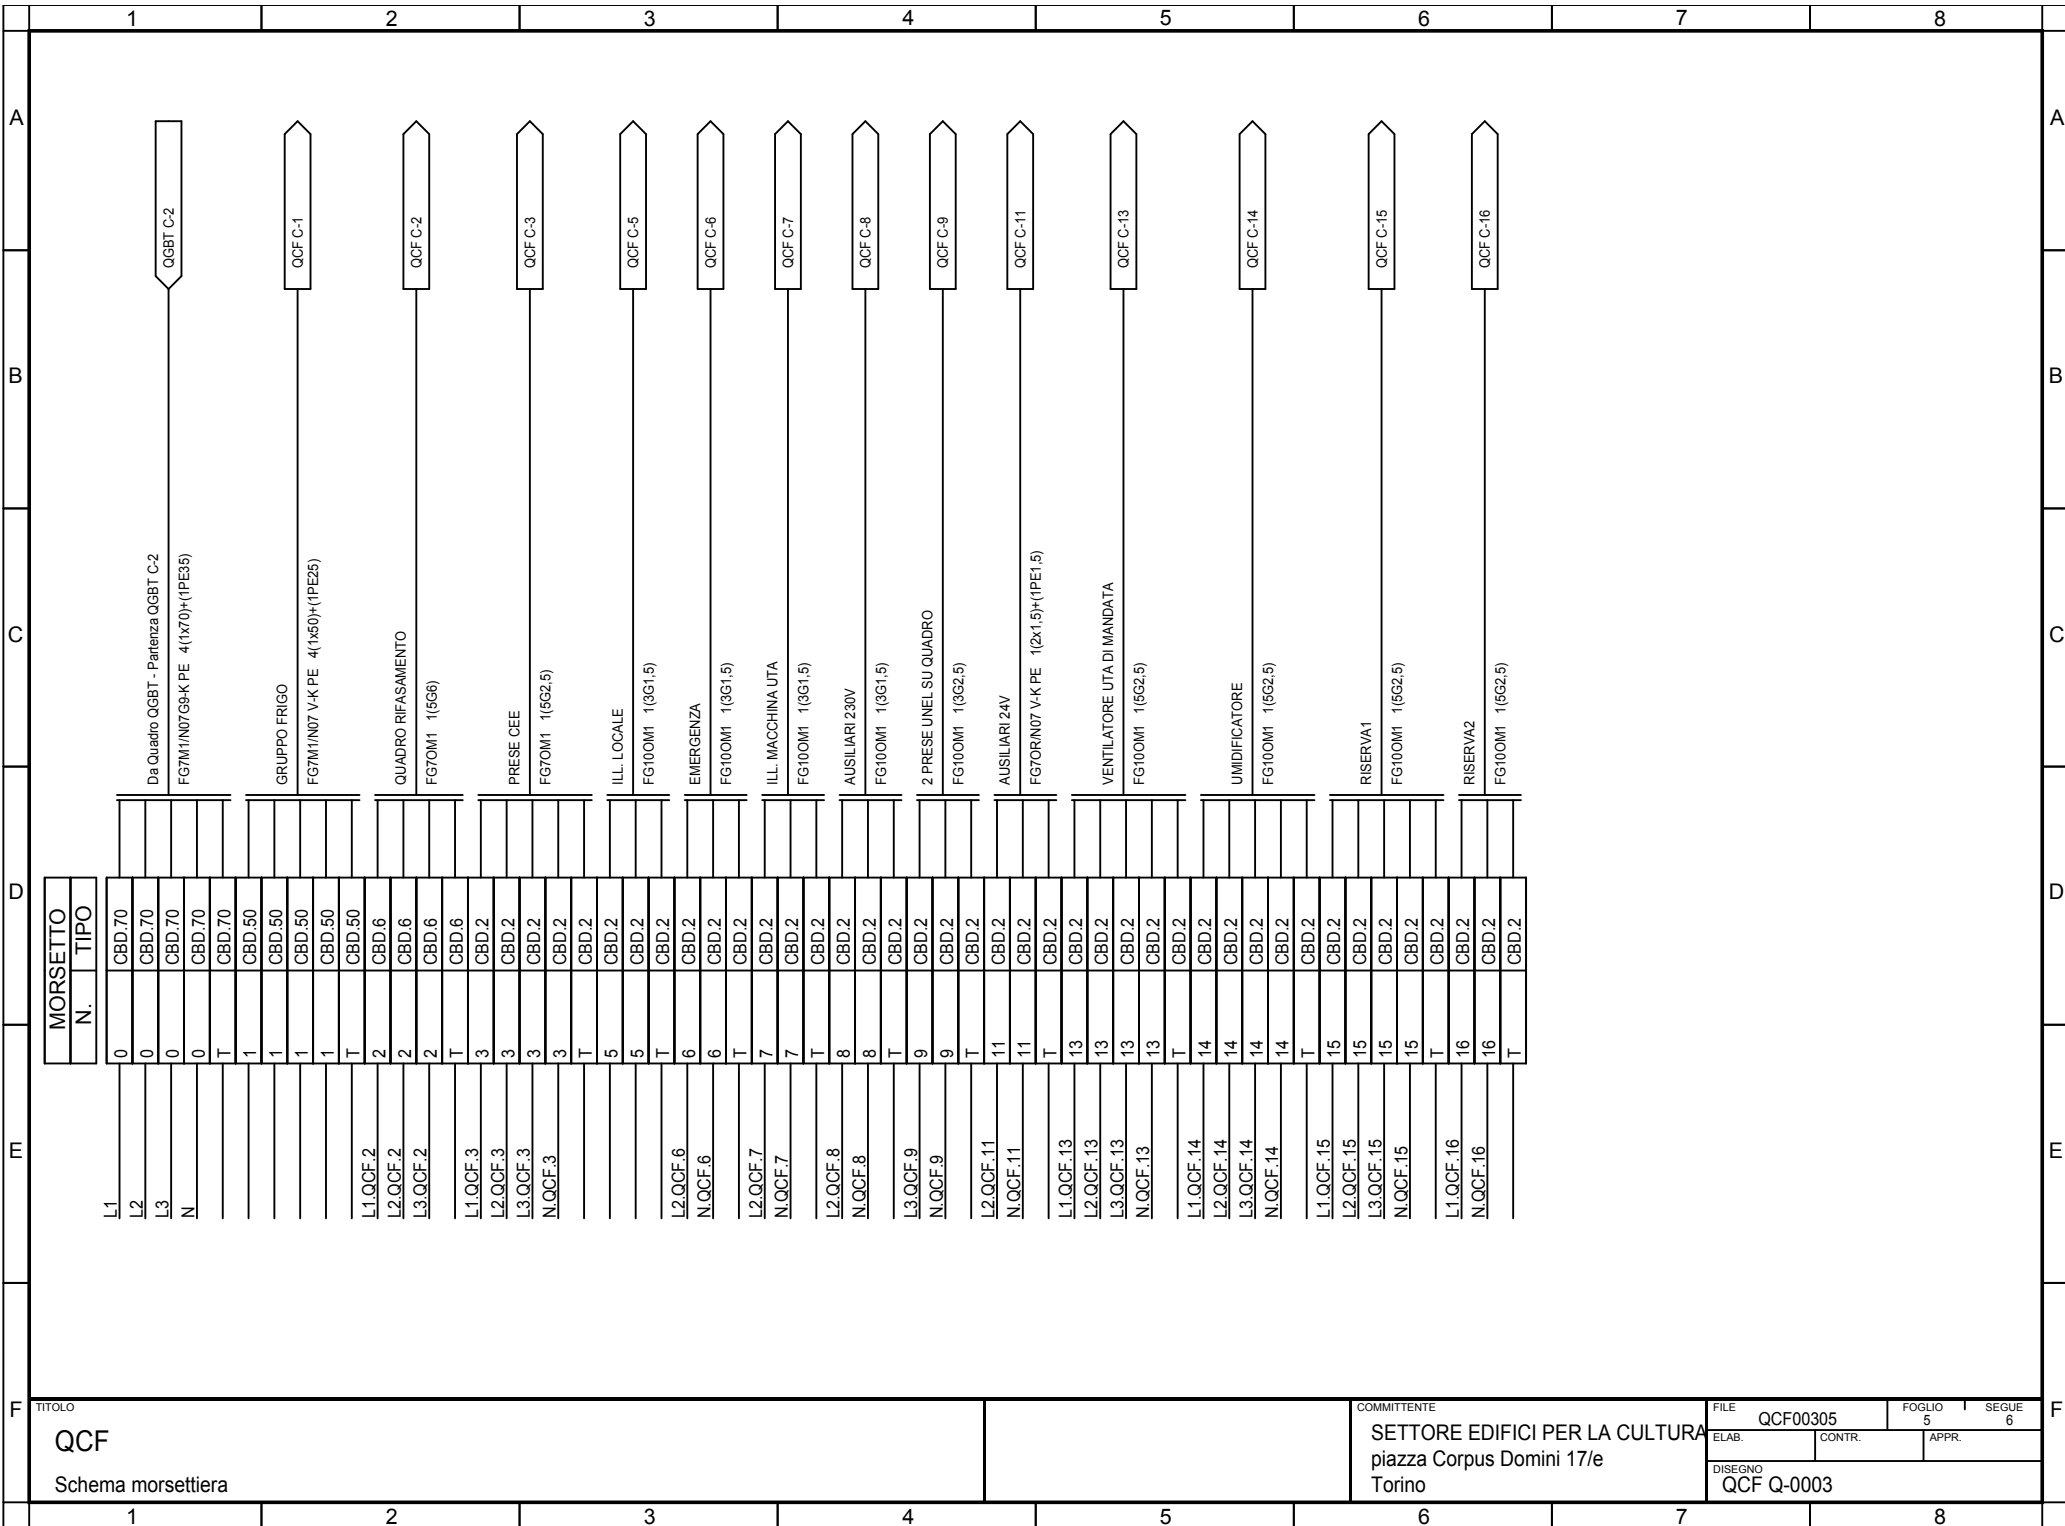 1 2 3 4 5 6 7 8
A A
QGBT C-2
QCF C-1
QCF C-2
QCF C-3
QCF C-5
QCF C-6
QCF C-7
QCF C-8
QCF C-9
QCF C-11
QCF C-13
QCF C-14
QCF C-15
QCF C-16
B B
C C
Da Quadro QGBT - Partenza QGBT C-2
FG7M1/N07G9-K PE 4(1x70)+(1PE35)
GRUPPO FRIGO
FG7M1/N07 V-K PE 4(1x50)+(1PE25)
QUADRO RIFASAMENTO
FG7OM1 1(5G6)
PRESE CEE
FG7OM1 1(5G2,5)
ILL. LOCALE
FG10OM1 1(3G1,5)
EMERGENZA
FG10OM1 1(3G1,5)
ILL. MACCHINA UTA
FG10OM1 1(3G1,5)
AUSILIARI 230V
FG10OM1 1(3G1,5)
2 PRESE UNEL SU QUADRO
FG10OM1 1(3G2,5)
AUSILIARI 24V
FG7OR/N07 V-K PE 1(2x1,5)+(1PE1,5)
VENTILATORE UTA DI MANDATA
FG10OM1 1(5G2,5)
UMIDIFICATORE
FG10OM1 1(5G2,5)
RISERVA1
FG10OM1 1(5G2,5)
RISERVA2
FG10OM1 1(5G2,5)
D D
MORSETTO
N. TIPO
0 CBD.70
0 CBD.70
0 CBD.70
0 CBD.70
T CBD.70
1 CBD.50
1 CBD.50
1 CBD.50
1 CBD.50
T CBD.50
2 CBD.6
2 CBD.6
2 CBD.6
T CBD.6
3 CBD.2
3 CBD.2
3 CBD.2
3 CBD.2
T CBD.2
5 CBD.2
5 CBD.2
T CBD.2
6 CBD.2
6 CBD.2
T CBD.2
7 CBD.2
7 CBD.2
T CBD.2
8 CBD.2
8 CBD.2
T CBD.2
9 CBD.2
9 CBD.2
T CBD.2
11 CBD.2
11 CBD.2
T CBD.2
13 CBD.2
13 CBD.2
13 CBD.2
13 CBD.2
T CBD.2
14 CBD.2
14 CBD.2
14 CBD.2
14 CBD.2
T CBD.2
15 CBD.2
15 CBD.2
15 CBD.2
15 CBD.2
T CBD.2
16 CBD.2
16 CBD.2
T CBD.2
E E
L1
L2
L3
N
L1.QCF.2
L2.QCF.2
L3.QCF.2
L1.QCF.3
L2.QCF.3
L3.QCF.3
N.QCF.3
L2.QCF.6
N.QCF.6
L2.QCF.7
N.QCF.7
L2.QCF.8
N.QCF.8
L3.QCF.9
N.QCF.9
L2.QCF.11
N.QCF.11
L1.QCF.13
L2.QCF.13
L3.QCF.13
N.QCF.13
L1.QCF.14
L2.QCF.14
L3.QCF.14
N.QCF.14
L1.QCF.15
L2.QCF.15
L3.QCF.15
N.QCF.15
L1.QCF.16
N.QCF.16
F F
TITOLO
QCF
Schema morsettiera
COMMITTENTE
SETTORE EDIFICI PER LA CULTURA
piazza Corpus Domini 17/e
Torino
FILE
QCF00305
FOGLIO
5
SEGUE
6
ELAB.
CONTR.
APPR.
DISEGNO
QCF Q-0003
1 2 3 4 5 6 7 8